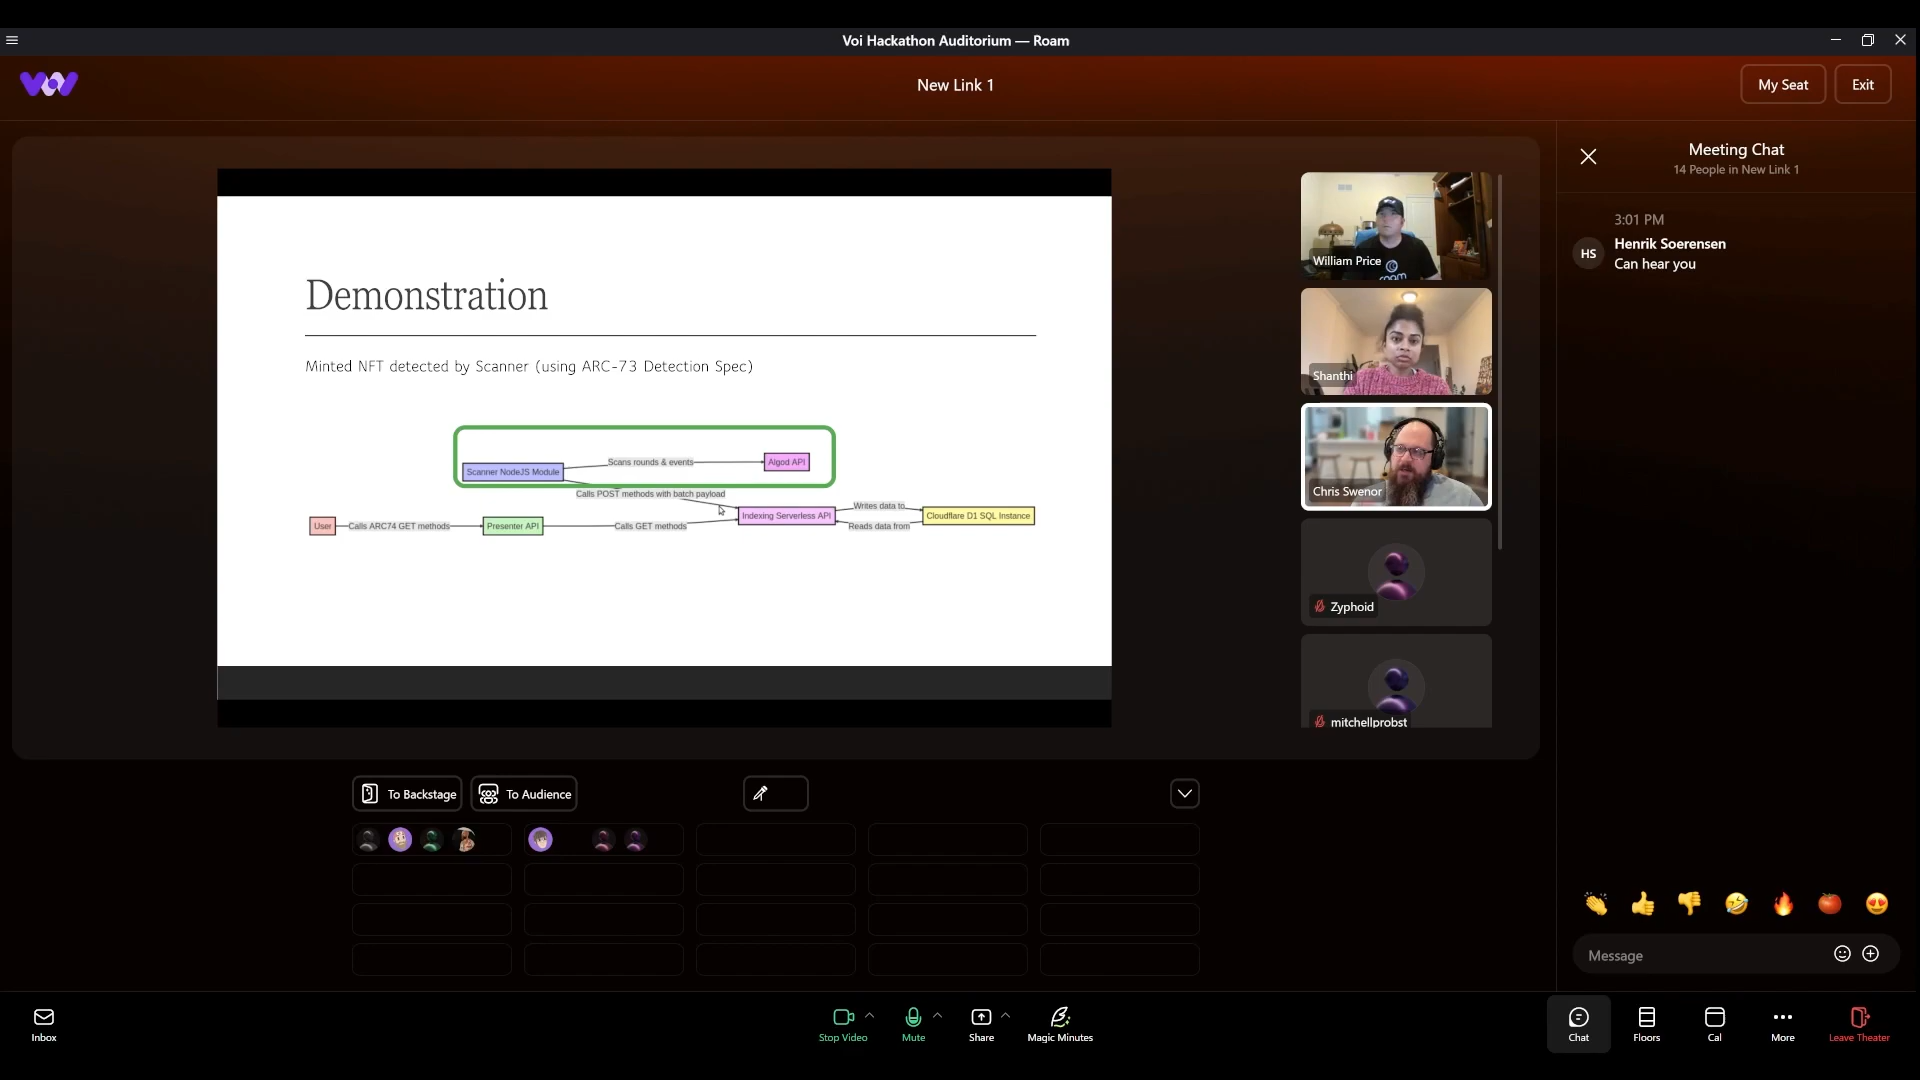 Voi Hackathon Auditorium — Roam
New Link 1
My Seat
Exit
Demonstration
Minted NFT detected by Scanner (using ARC-73 Detection Spec)
Scanner NodeJS Module
Scans rounds & events
Algod API
Calls POST methods with batch payload
User
Calls ARC74 GET methods
Presenter API
Calls GET methods
Indexing Serverless API
Writes data to
Reads data from
Cloudflare D1 SQL Instance
William Price
roam
Shanthi
Chris Swenor
Zyphoid
mitchellprobst
Meeting Chat
14 People in New Link 1
3:01 PM
HS
Henrik Soerensen
Can hear you
To Backstage
To Audience
Message
Inbox
Stop Video
Mute
Share
Magic Minutes
Chat
Floors
Cal
More
Leave Theater